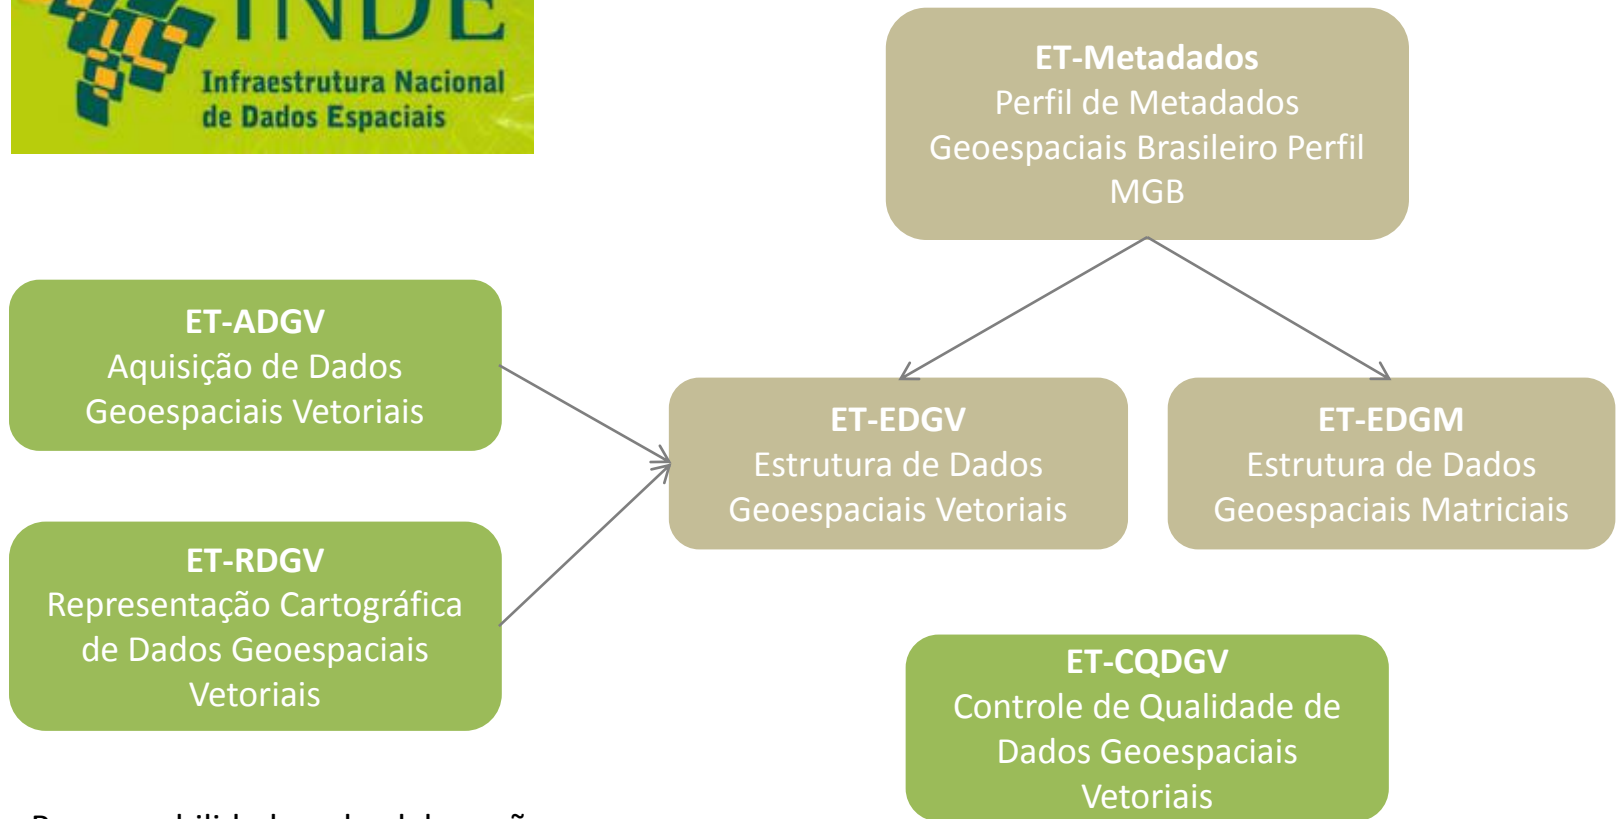 INDE
Infraestrutura Nacional
de Dados Espaciais
ET-Metadados
Perfil de Metadados
Geoespaciais Brasileiro Perfil
MGB
ET-ADGV
Aquisição de Dados
Geoespaciais Vetoriais
ET-EDGV
Estrutura de Dados
Geoespaciais Vetoriais
ET-EDGM
Estrutura de Dados
Geoespaciais Matriciais
ET-RDGV
Representação Cartográfica
de Dados Geoespaciais
Vetoriais
ET-CQDGV
Controle de Qualidade de
Dados Geoespaciais
Vetoriais